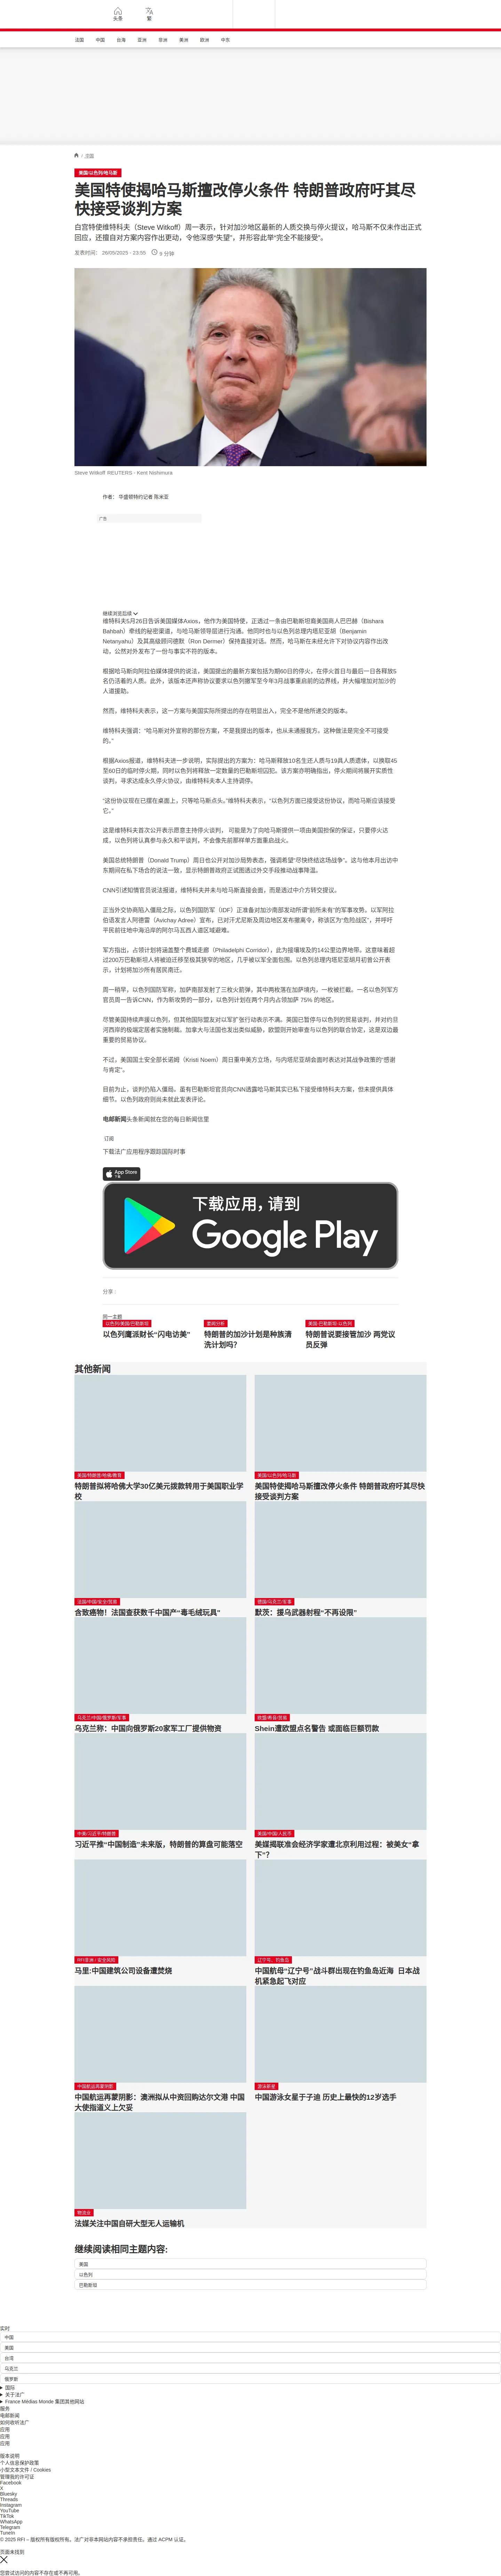 头条
繁
法国
中国
台海
亚洲
非洲
美洲
欧洲
中东
/ 法国
美国/以色列/哈马斯
美国特使揭哈马斯擅改停火条件 特朗普政府吁其尽
快接受谈判方案
白宫特使维特科夫（Steve Witkoff）周一表示，针对加沙地区最新的人质交换与停火提议，哈马斯不仅未作出正式
回应，还擅自对方案内容作出更动，令他深感“失望”，并形容此举“完全不能接受”。
发表时间： 26/05/2025 - 23:55 9 分钟
Steve Witkoff REUTERS - Kent Nishimura
作者： 华盛顿特约记者 陈米亚
广告
继续浏览后续
维特科夫5月26日告诉美国媒体Axios，他作为美国特使，正透过一条由巴勒斯坦裔美国商人巴巴赫（Bishara
Bahbah）牵线的秘密渠道，与哈马斯领导层进行沟通。他同时也与以色列总理内塔尼亚胡（Benjamin
Netanyahu）及其高级顾问德默（Ron Dermer）保持直接对话。然而，哈马斯在未经允许下对协议内容作出改
动，公然对外发布了一份与事实不符的版本。
根据哈马斯向阿拉伯媒体提供的说法，美国提出的最新方案包括为期60日的停火，在停火首日与最后一日各释放5
名仍活着的人质。此外，该版本还声称协议要求以色列撤军至今年3月战事重启前的边界线，并大幅增加对加沙的
人道援助。
然而，维特科夫表示，这一方案与美国实际所提出的存在明显出入，完全不是他所递交的版本。
维特科夫强调：“哈马斯对外宣称的那份方案，不是我提出的版本，也从未通报我方。这种做法是完全不可接受
的。”
根据Axios报道，维特科夫进一步说明，实际提出的方案为：哈马斯释放10名生还人质与19具人质遗体，以换取45
至60日的临时停火期，同时以色列将释放一定数量的巴勒斯坦囚犯。该方案亦明确指出，停火期间将展开实质性
谈判，寻求达成永久停火协议，由维特科夫本人主持调停。
“这份协议现在已摆在桌面上，只等哈马斯点头。”维特科夫表示，“以色列方面已接受这份协议，而哈马斯应该接受
它。”
这是维特科夫首次公开表示愿意主持停火谈判， 可能是为了向哈马斯提供一项由美国担保的保证，只要停火达
成，以色列将认真参与永久和平谈判，不会像先前那样单方面重启战火。
美国总统特朗普（Donald Trump）周日也公开对加沙局势表态，强调希望“尽快终结这场战争”。这与他本月出访中
东期间在私下场合的说法一致，显示特朗普政府正试图透过外交手段推动战事降温。
CNN引述知情官员说法报道，维特科夫并未与哈马斯直接会面，而是透过中介方转交提议。
正当外交协商陷入僵局之际，以色列国防军（IDF）正准备对加沙南部发动所谓“前所未有”的军事攻势。以军阿拉
伯语发言人阿德雷（Avichay Adree）宣布，已对汗尤尼斯及周边地区发布撤离令，称该区为“危险战区”，并呼吁
平民前往地中海沿岸的阿尔马瓦西人道区域避难。
军方指出，占领计划将涵盖整个费城走廊（Philadelphi Corridor），此为接壤埃及的14公里边界地带，这意味着超
过200万巴勒斯坦人将被迫迁移至极其狭窄的地区，几乎被以军全面包围。以色列总理内塔尼亚胡月初曾公开表
示，计划将加沙所有居民南迁。
周一稍早，以色列国防军称，加萨南部发射了三枚火箭弹，其中两枚落在加萨境内，一枚被拦截。一名以色列军方
官员周一告诉CNN，作为新攻势的一部分，以色列计划在两个月内占领加萨 75% 的地区。
尽管美国持续声援以色列，但其他国际盟友对以军扩张行动表示不满。英国已暂停与以色列的贸易谈判，并对约旦
河西岸的极端定居者实施制裁。加拿大与法国也发出类似威胁，欧盟则开始审查与以色列的联合协定，这是双边最
重要的贸易协议。
不过，美国国土安全部长诺姆（Kristi Noem）周日重申美方立场，与内塔尼亚胡会面时表达对其战争政策的“感谢
与肯定”。
目前为止，谈判仍陷入僵局。虽有巴勒斯坦官员向CNN透露哈马斯其实已私下接受维特科夫方案，但未提供具体
细节。以色列政府则尚未就此发表评论。
电邮新闻头条新闻就在您的每日新闻信里
订阅
下载法广应用程序跟踪国际时事
App Store
下载
下载应用，请到
Google Play
分享 :
同一主题
以色列/美国/巴勒斯坦
以色列鹰派财长“闪电访美”
要闻分析
特朗普的加沙计划是种族清
洗计划吗？
美国·巴勒斯坦·以色列
特朗普说要接管加沙 两党议
员反弹
其他新闻
美国/特朗普/哈佛/教育
特朗普拟将哈佛大学30亿美元拨款转用于美国职业学
校
美国/以色列/哈马斯
美国特使揭哈马斯擅改停火条件 特朗普政府吁其尽快
接受谈判方案
法国/中国/安全/贸易
含致癌物！法国查获数千中国产“毒毛绒玩具”
德国/乌克兰/军事
默茨：援乌武器射程“不再设限”
乌克兰/中国/俄罗斯/军事
乌克兰称：中国向俄罗斯20家军工厂提供物资
欧盟/希音/贸易
Shein遭欧盟点名警告 或面临巨额罚款
中美/习近平/特朗普
习近平推“中国制造”未来版，特朗普的算盘可能落空
美国/中国/人民币
美媒揭联准会经济学家遭北京利用过程：被美女“拿
下”？
RFI非洲 / 安全局势
马里:中国建筑公司设备遭焚烧
辽宁号、钓鱼岛
中国航母“辽宁号”战斗群出现在钓鱼岛近海 日本战
机紧急起飞对应
中国航运再蒙阴影
中国航运再蒙阴影：澳洲拟从中资回购达尔文港 中国
大使指道义上欠妥
游泳新星
中国游泳女星于子迪 历史上最快的12岁选手
物流业
法媒关注中国自研大型无人运输机
继续阅读相同主题内容:
美国
以色列
巴勒斯坦
实时
中国
美国
台湾
乌克兰
俄罗斯
国际
关于法广
France Médias Monde 集团其他网站
服务
电邮新闻
如何收听法广
应用
应用
应用
版本说明
个人信息保护政策
小型文本文件 / Cookies
管理我的许可证
Facebook
X
Bluesky
Threads
Instagram
YouTube
TikTok
WhatsApp
Telegram
TuneIn
© 2025 RFI – 版权所有版权所有。法广对非本网站内容不承担责任。通过 ACPM 认证。
页面未找到
您尝试访问的内容不存在或不再可用。